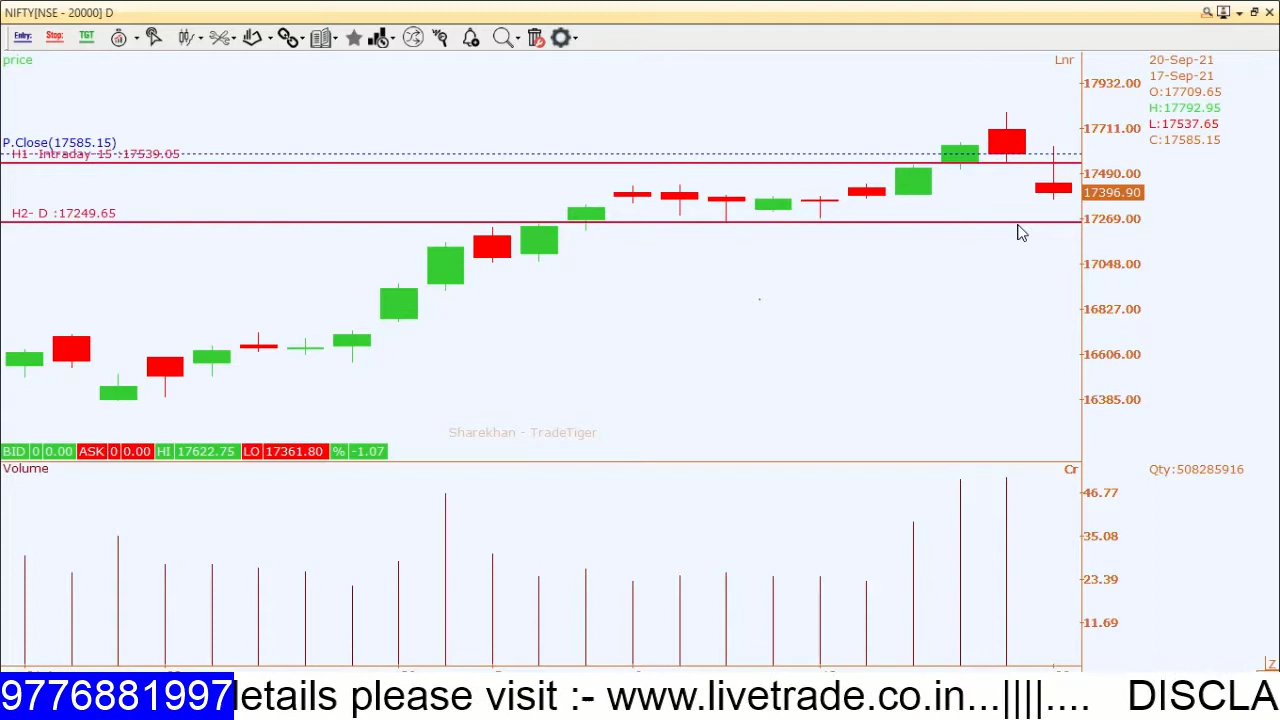 NIFTY[NSE - 20000] D
Entry: Stop: TGT
price
Lnr
20-Sep-21
17-Sep-21
O:17709.65
H:17792.95
L:17537.65
C:17585.15
17932.00
17711.00
17490.00
17396.90
17269.00
17048.00
16827.00
16606.00
16385.00
P.Close(17585.15)
H1- Intraday 15 :17539.05
H2- D :17249.65
Sharekhan - TradeTiger
BID 0 0.00 ASK 0 0.00 HI 17622.75 LO 17361.80 % -1.07
Volume
Cr
Qty:508285916
46.77
35.08
23.39
11.69
Z
9776881997 details please visit :- www.livetrade.co.in...||||.... DISCLA